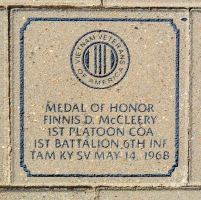 VIETNAM VETERANS
OF AMERICA
MEDAL OF HONOR
FINNIS D. McCLEERY
1ST PLATOON COA
1ST BATTALION, 6TH INF
TAM KY SV MAY 14, 1968